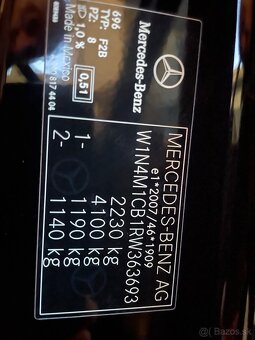 MERCEDES-BENZ AG
e1*2007/46*1909
W1N4M1CB1RW363693
2230 kg
4100 kg
1- 1190 kg
2- 1140 kg
Mercedes-Benz
696
TYP: F2B
PZ: 8
1,0 %
0,51
Made in Mexico
bazos.sk